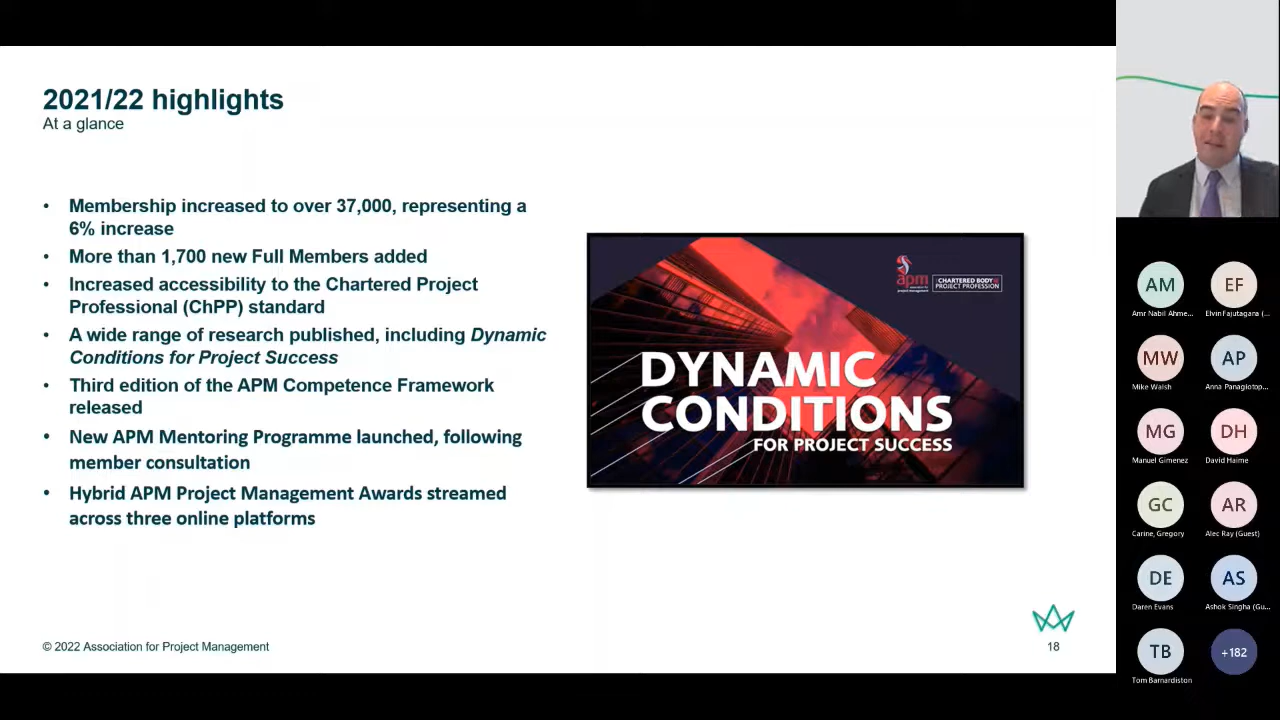 2021/22 highlights
At a glance
• Membership increased to over 37,000, representing a
6% increase
• More than 1,700 new Full Members added
• Increased accessibility to the Chartered Project
Professional (ChPP) standard
• A wide range of research published, including Dynamic
Conditions for Project Success
• Third edition of the APM Competence Framework
released
• New APM Mentoring Programme launched, following
member consultation
• Hybrid APM Project Management Awards streamed
across three online platforms
apm
association for
project management
CHARTERED BODY
PROJECT PROFESSION
DYNAMIC
CONDITIONS
FOR PROJECT SUCCESS
© 2022 Association for Project Management
18
AM
EF
Amr Nabil Ahme...
Elvin Fajutagana (...
MW
AP
Mike Walsh
Anna Panagiotop...
MG
DH
Manuel Gimenez
David Haime
GC
AR
Carine, Gregory
Alec Ray (Guest)
DE
AS
Daren Evans
Ashok Singha (Gu...
TB
+182
Tom Barnardiston